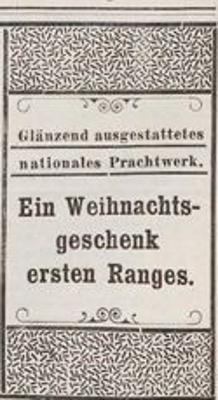 Glänzend ausgestattetes
nationales Prachtwerk.
Ein Weihnachts-
geschenk
ersten Ranges.